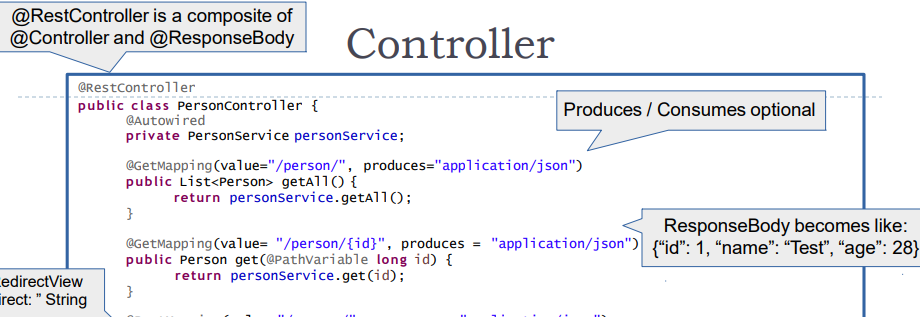 @RestController is a composite of
@Controller and @ResponseBody
Controller
@RestController
public class PersonController {
@Autowired
private PersonService personService;
Produces / Consumes optional
@GetMapping(value="/person/", produces="application/json")
public List<Person> getAll() {
return personService.getAll();
}
ResponseBody becomes like:
{“id”: 1, “name”: “Test”, “age”: 28}
@GetMapping(value= "/person/{id}", produces = "application/json")
public Person get(@PathVariable long id) {
return personService.get(id);
}
edirectView
irect: ” String